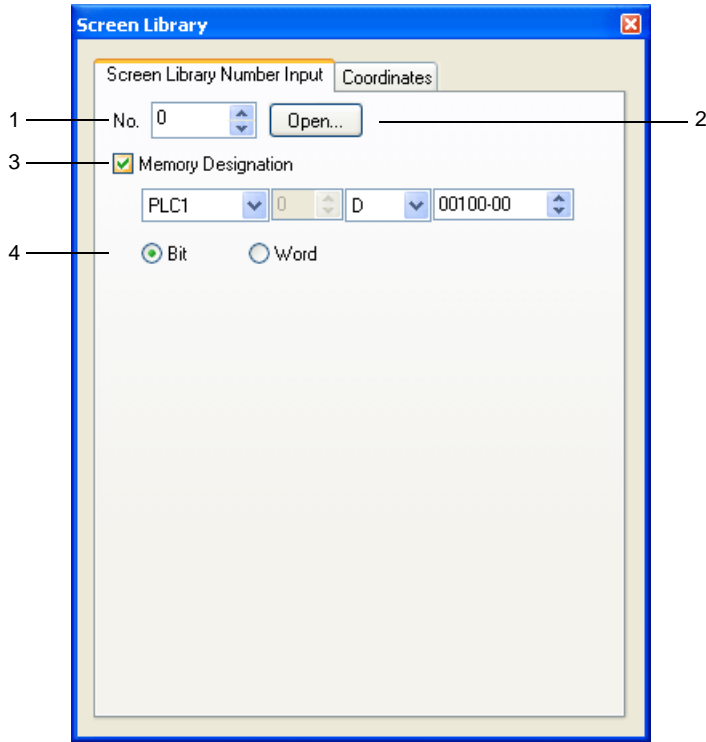 Screen Library
Screen Library Number Input Coordinates
1 No. 0 Open... 2
3 Memory Designation
PLC1 0 D 00100-00
4 Bit Word